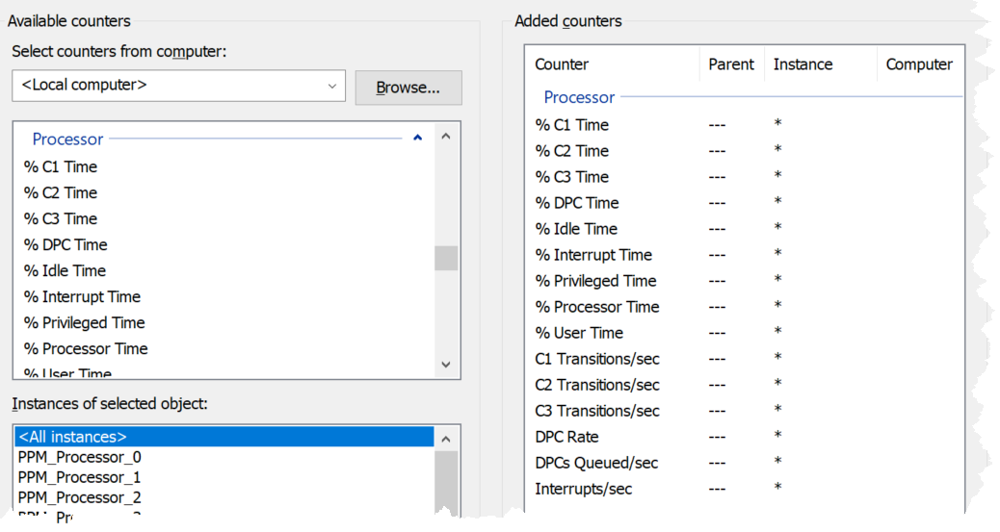 Available counters
Select counters from computer:
<Local computer>
Browse...
Processor
% C1 Time
% C2 Time
% C3 Time
% DPC Time
% Idle Time
% Interrupt Time
% Privileged Time
% Processor Time
% User Time
Instances of selected object:
<All instances>
PPM_Processor_0
PPM_Processor_1
PPM_Processor_2
Added counters
Counter Parent Instance Computer
Processor
% C1 Time --- *
% C2 Time --- *
% C3 Time --- *
% DPC Time --- *
% Idle Time --- *
% Interrupt Time --- *
% Privileged Time --- *
% Processor Time --- *
% User Time --- *
C1 Transitions/sec --- *
C2 Transitions/sec --- *
C3 Transitions/sec --- *
DPC Rate --- *
DPCs Queued/sec --- *
Interrupts/sec --- *